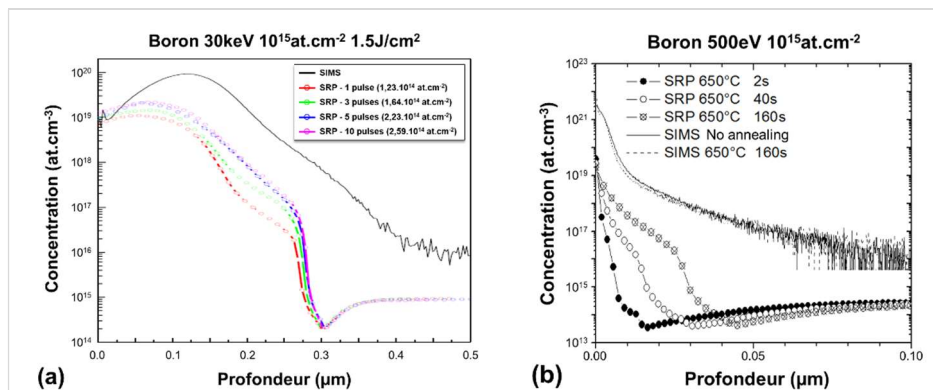 Boron 30keV 10¹⁵at.cm⁻² 1.5J/cm²
10²⁰
10¹⁹
10¹⁸
10¹⁷
10¹⁶
10¹⁵
10¹⁴
Concentration (at.cm⁻³)
SIMS
SRP - 1 pulse (1,23.10¹⁴ at.cm⁻²)
SRP - 3 pulses (1,64.10¹⁴ at.cm⁻²)
SRP - 5 pulses (2,23.10¹⁴ at.cm⁻²)
SRP - 10 pulses (2,59.10¹⁴ at.cm⁻²)
0.0 0.1 0.2 0.3 0.4 0.5
Profondeur (µm)
(a)
Boron 500eV 10¹⁵at.cm⁻²
10²³
10²¹
10¹⁹
10¹⁷
10¹⁵
10¹³
Concentration (at.cm⁻³)
SRP 650°C 2s
SRP 650°C 40s
SRP 650°C 160s
SIMS No annealing
SIMS 650°C 160s
0.00 0.05 0.10
Profondeur (µm)
(b)